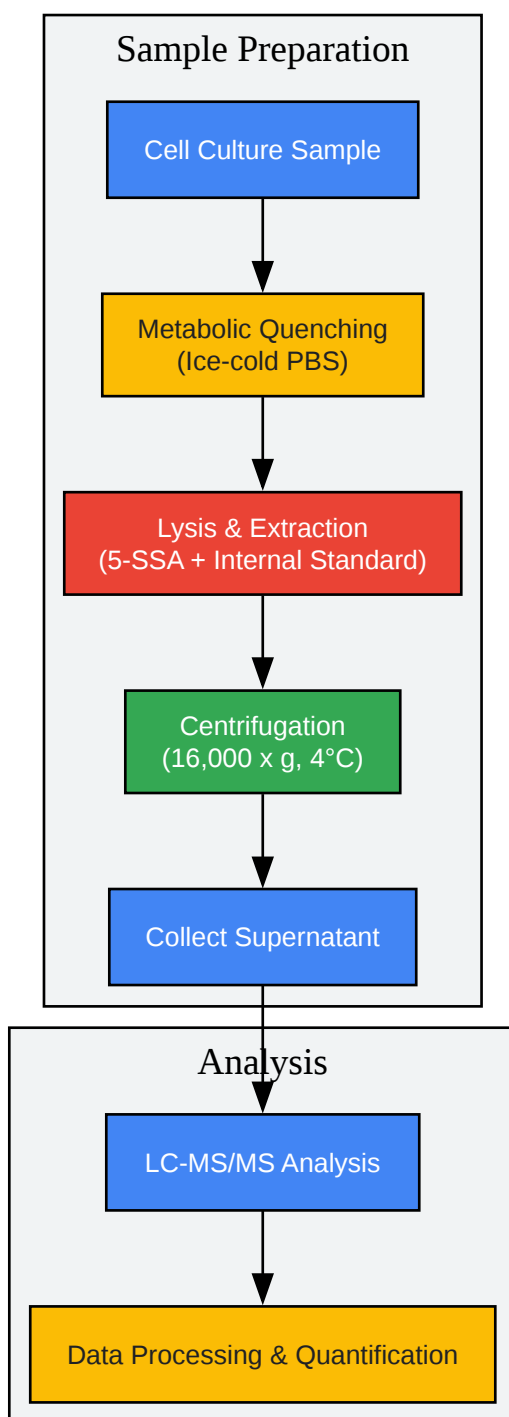 Sample Preparation
Cell Culture Sample
Metabolic Quenching
(Ice-cold PBS)
Lysis & Extraction
(5-SSA + Internal Standard)
Centrifugation
(16,000 x g, 4°C)
Collect Supernatant
Analysis
LC-MS/MS Analysis
Data Processing & Quantification